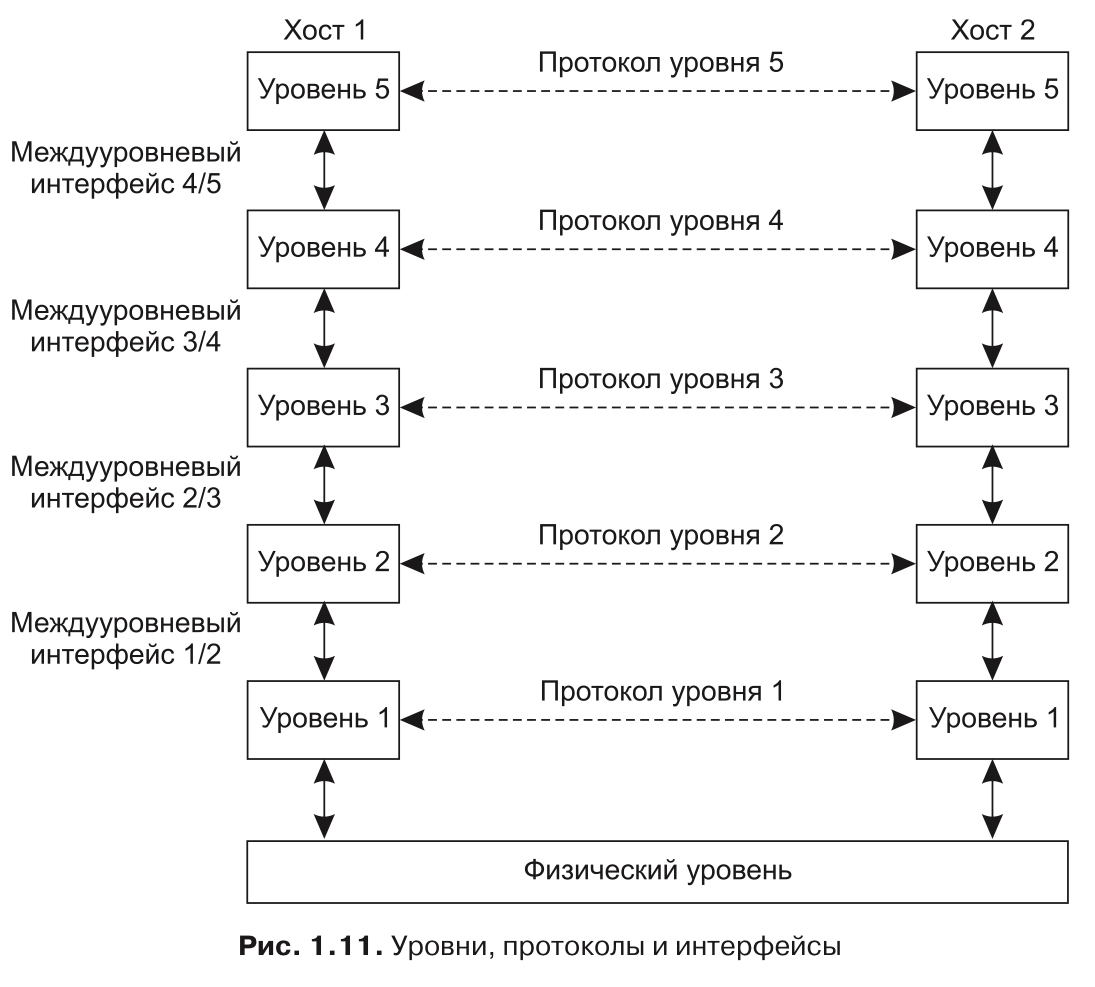 Хост 1
Хост 2
Протокол уровня 5
Уровень 5
Уровень 5
Междууровневый
интерфейс 4/5
Протокол уровня 4
Уровень 4
Уровень 4
Междууровневый
интерфейс 3/4
Протокол уровня 3
Уровень 3
Уровень 3
Междууровневый
интерфейс 2/3
Протокол уровня 2
Уровень 2
Уровень 2
Междууровневый
интерфейс 1/2
Протокол уровня 1
Уровень 1
Уровень 1
Физический уровень
Рис. 1.11. Уровни, протоколы и интерфейсы